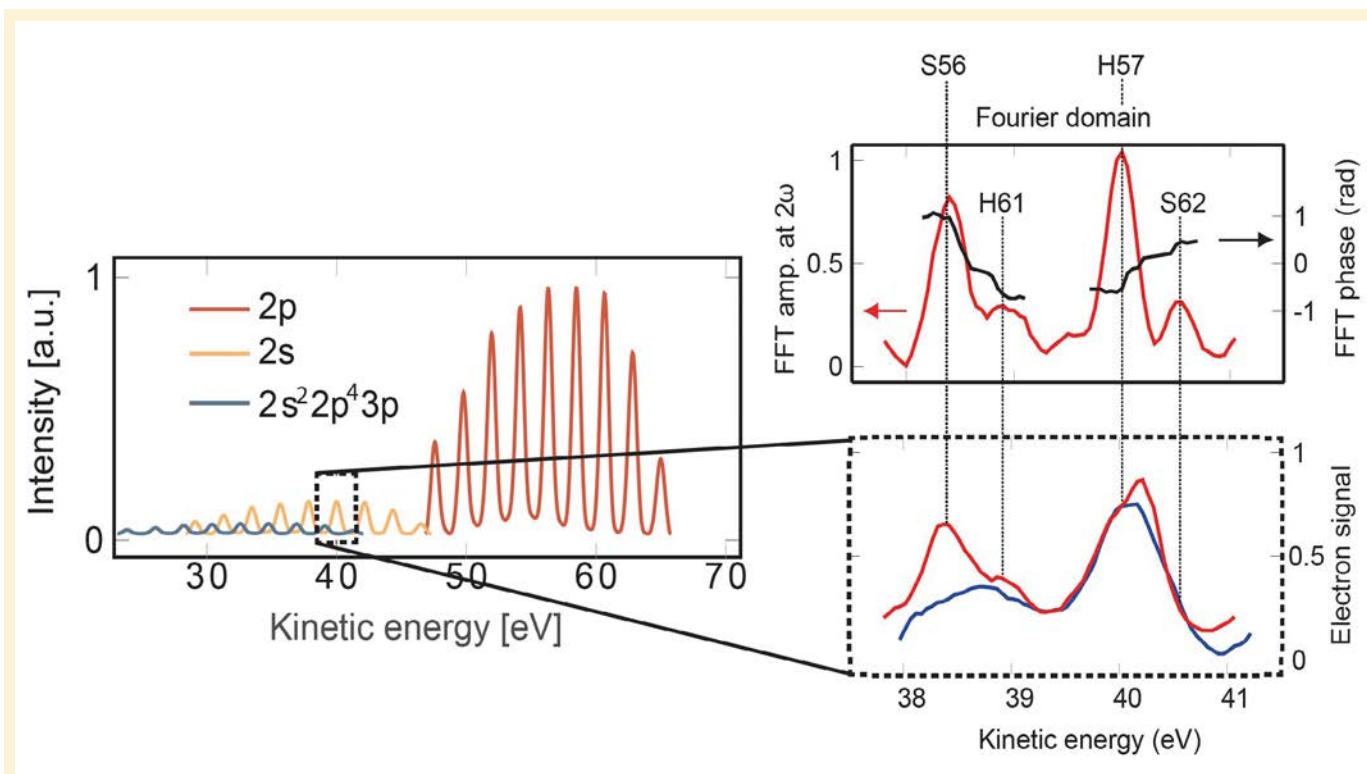 1
0
Intensity [a.u.]
2p
2s
2s²2p⁴3p
30
40
50
60
70
Kinetic energy [eV]
S56
H57
Fourier domain
H61
S62
1
0.5
0
FFT amp. at 2ω
1
0
-1
FFT phase (rad)
1
0.5
0
Electron signal
38
39
40
41
Kinetic energy (eV)